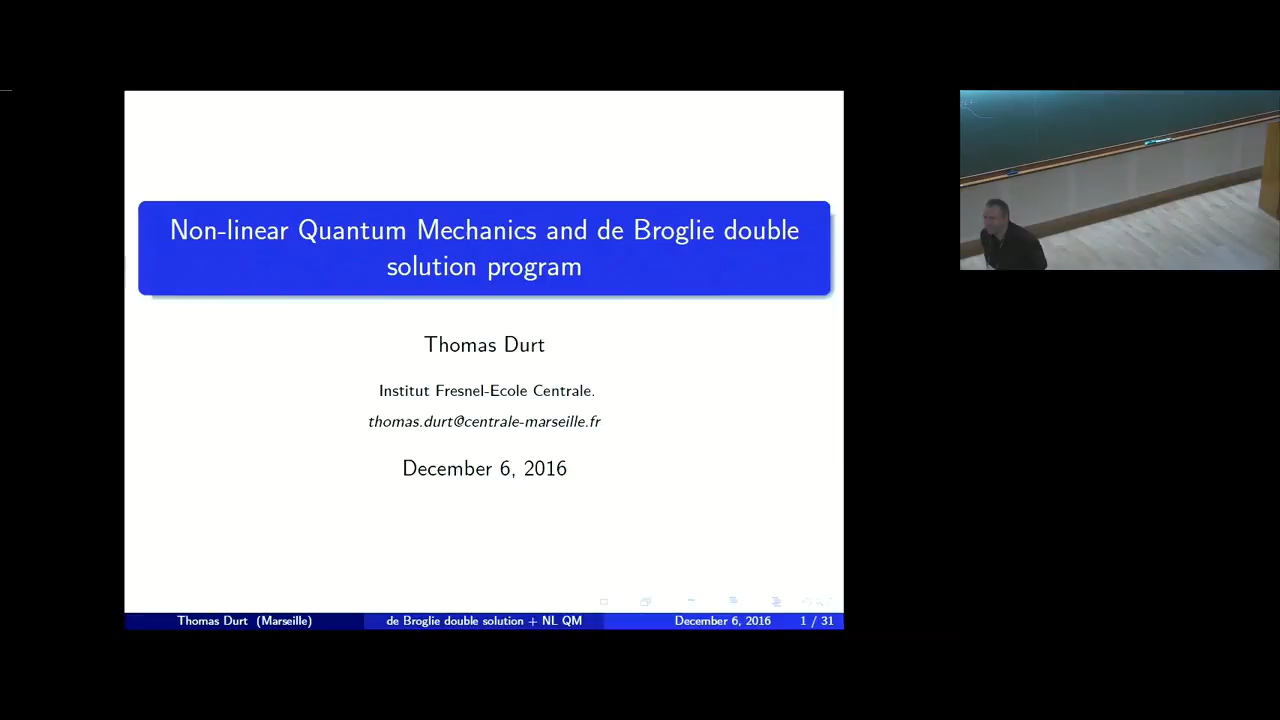 Non-linear Quantum Mechanics and de Broglie double
solution program
Thomas Durt
Institut Fresnel-Ecole Centrale.
thomas.durt@centrale-marseille.fr
December 6, 2016
Thomas Durt (Marseille) de Broglie double solution + NL QM December 6, 2016 1 / 31